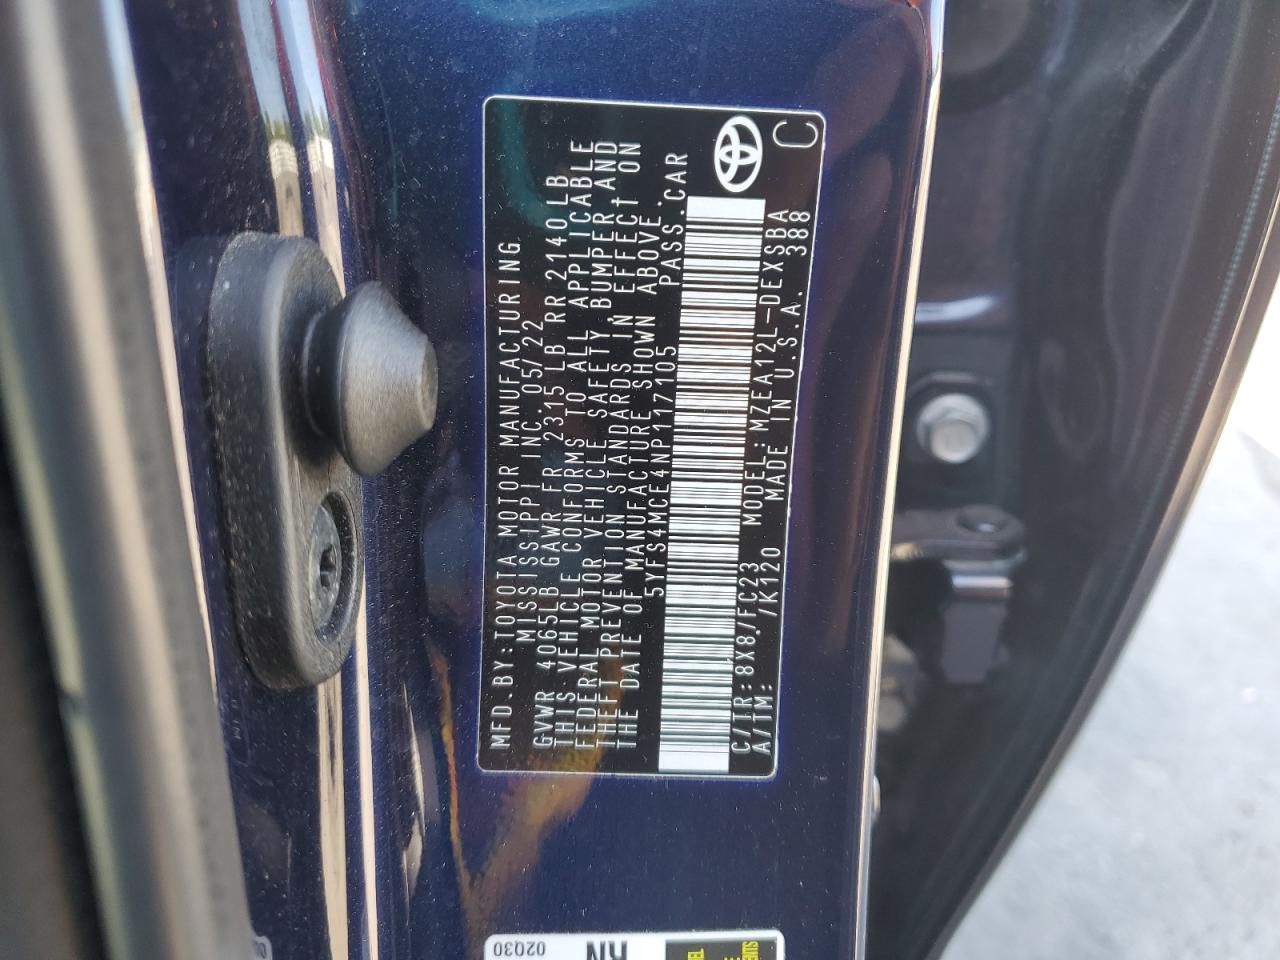 MFD.BY:TOYOTA MOTOR MANUFACTURING,
MISSISSIPPI INC. 05/22
GVWR 4065LB GAWR FR 2315 LB RR 2140 LB
THIS VEHICLE CONFORMS TO ALL APPLICABLE
FEDERAL MOTOR VEHICLE SAFETY, BUMPER, AND
THEFT PREVENTION STANDARDS IN EFFECT ON
THE DATE OF MANUFACTURE SHOWN ABOVE.
5YFS4MCE4NP117105 PASS.CAR
C/TR: 8X8/FC23 MODEL: MZEA12L-DEXSBA
A/TM: /K120 MADE IN U.S.A. 388
C
02030